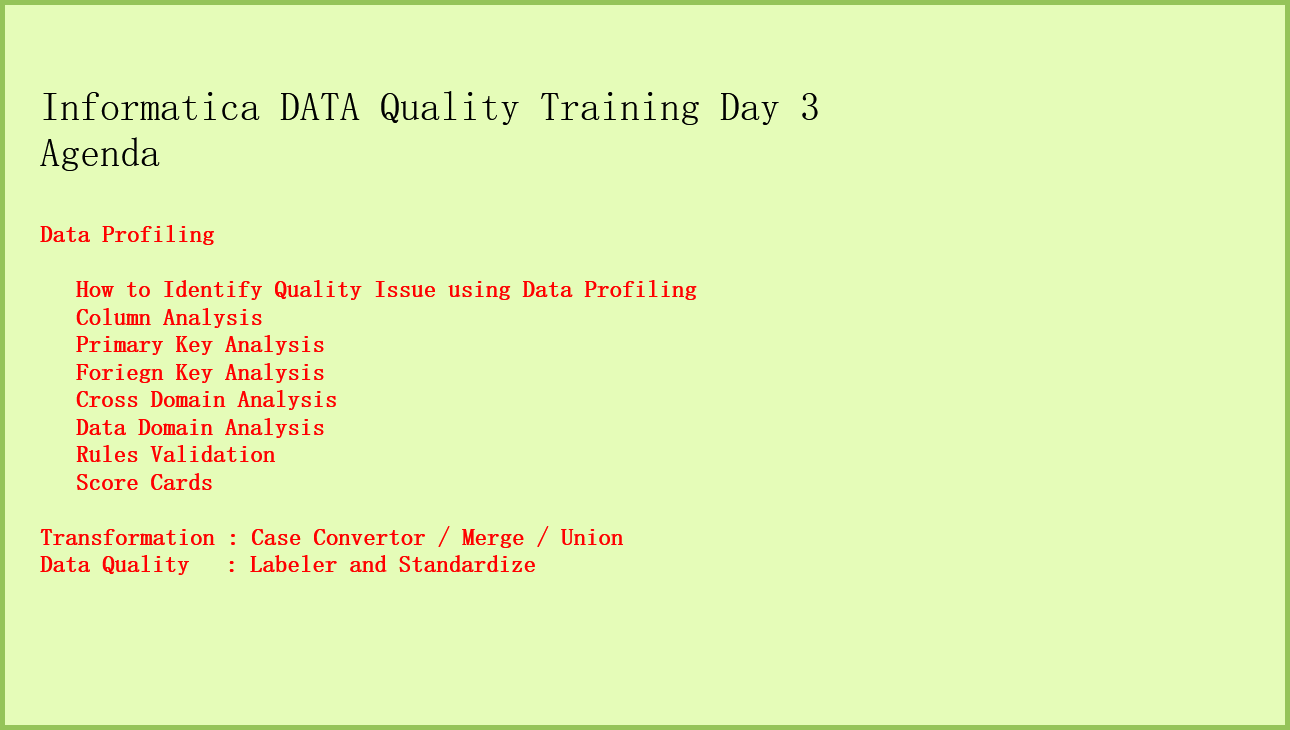 Informatica DATA Quality Training Day 3
Agenda
Data Profiling
How to Identify Quality Issue using Data Profiling
Column Analysis
Primary Key Analysis
Foriegn Key Analysis
Cross Domain Analysis
Data Domain Analysis
Rules Validation
Score Cards
Transformation : Case Convertor / Merge / Union
Data Quality   : Labeler and Standardize